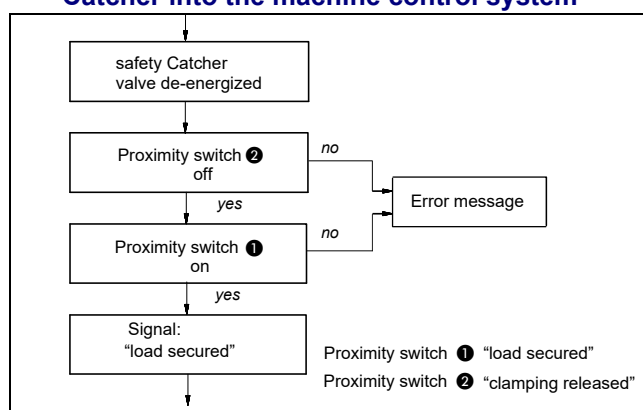 Catcher into the machine control system
safety Catcher
valve de-energized
Proximity switch ❷
off
no
yes
Error message
Proximity switch ❶
on
no
yes
Signal:
“load secured”
Proximity switch ❶ “load secured”
Proximity switch ❷ “clamping released”